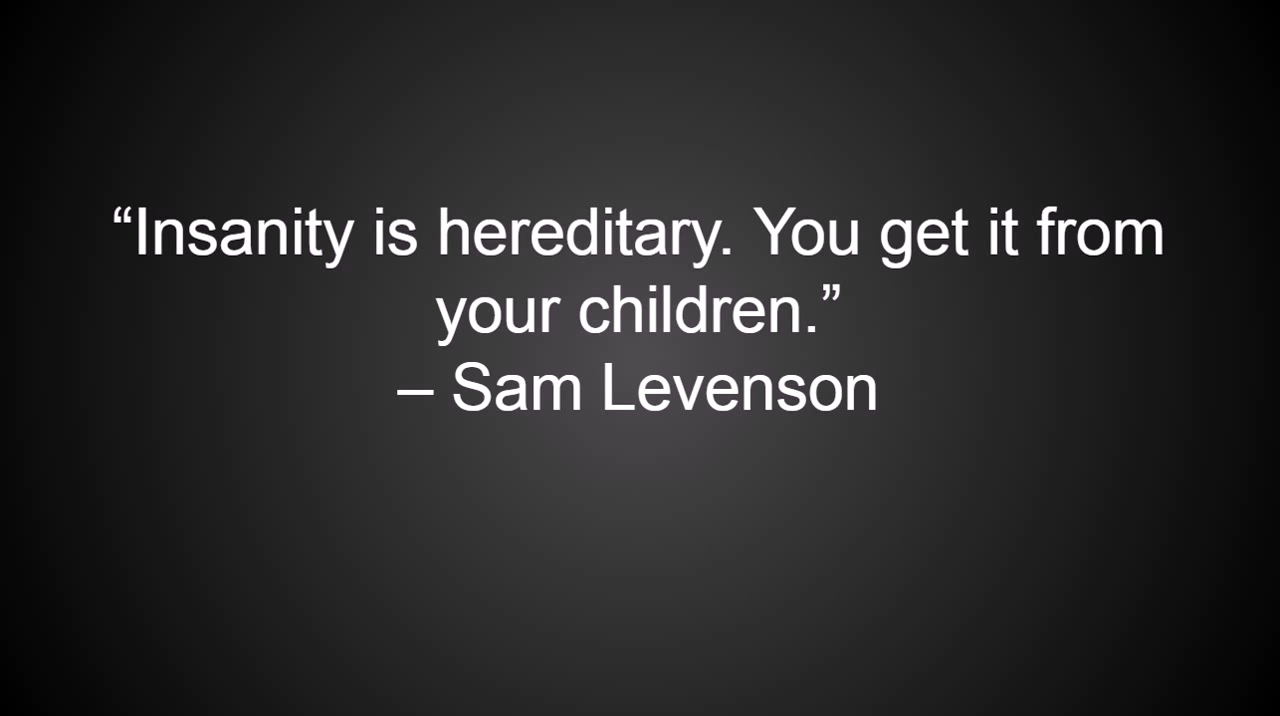 “Insanity is hereditary. You get it from
your children.”
– Sam Levenson